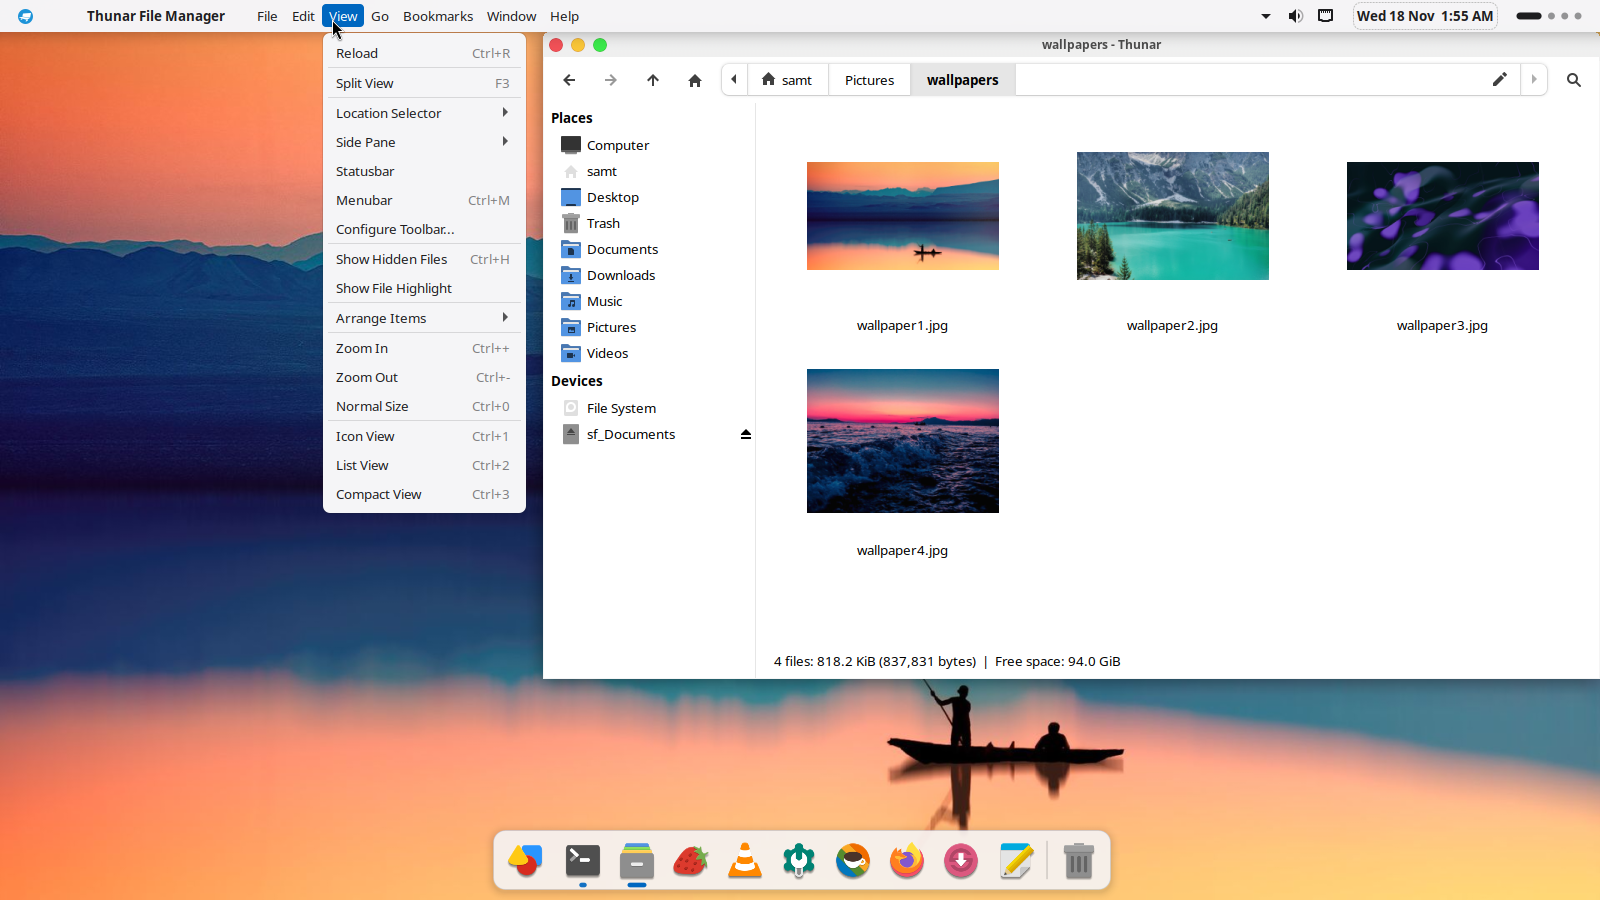 Thunar File Manager File Edit View Go Bookmarks Window Help Wed 18 Nov 1:55 AM
Reload Ctrl+R
Split View F3
Location Selector
Side Pane
Statusbar
Menubar Ctrl+M
Configure Toolbar...
Show Hidden Files Ctrl+H
Show File Highlight
Arrange Items
Zoom In Ctrl++
Zoom Out Ctrl+-
Normal Size Ctrl+0
Icon View Ctrl+1
List View Ctrl+2
Compact View Ctrl+3
wallpapers - Thunar
samt Pictures wallpapers
Places
Computer
samt
Desktop
Trash
Documents
Downloads
Music
Pictures
Videos
Devices
File System
sf_Documents
wallpaper1.jpg wallpaper2.jpg wallpaper3.jpg
wallpaper4.jpg
4 files: 818.2 KiB (837,831 bytes) | Free space: 94.0 GiB